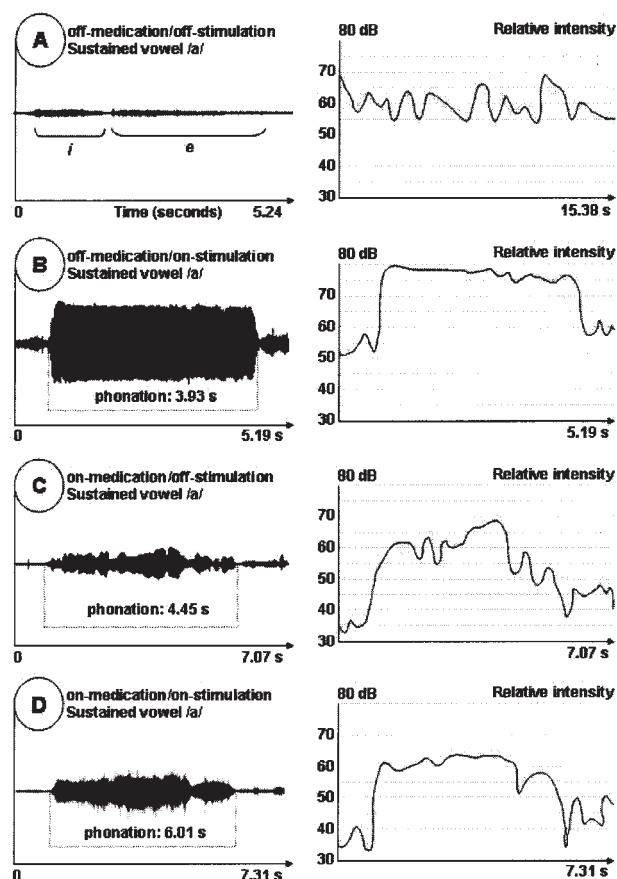 A
off-medication/off-stimulation
Sustained vowel /a/
i
e
0
Time (seconds)
5.24
80 dB
Relative intensity
70
60
50
40
30
15.38 s
B
off-medication/on-stimulation
Sustained vowel /a/
phonation: 3.93 s
0
5.19 s
80 dB
Relative intensity
70
60
50
40
30
5.19 s
C
on-medication/off-stimulation
Sustained vowel /a/
phonation: 4.45 s
0
7.07 s
80 dB
Relative intensity
70
60
50
40
30
7.07 s
D
on-medication/on-stimulation
Sustained vowel /a/
phonation: 6.01 s
0
7.31 s
80 dB
Relative intensity
70
60
50
40
30
7.31 s